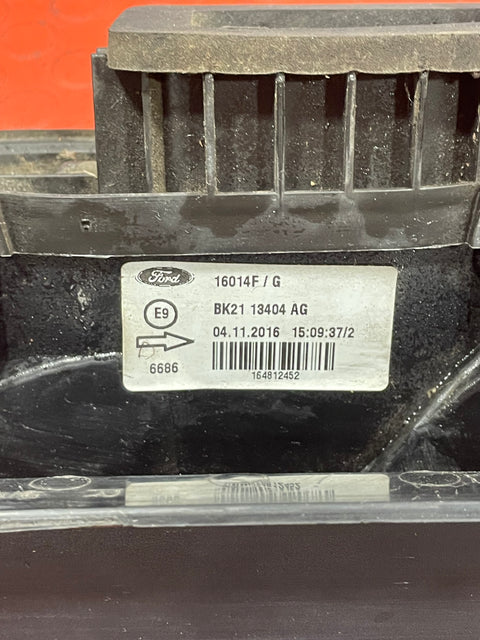 Ford 16014F / G
E9 BK21 13404 AG
04.11.2016 15:09:37/2
6686
164812452